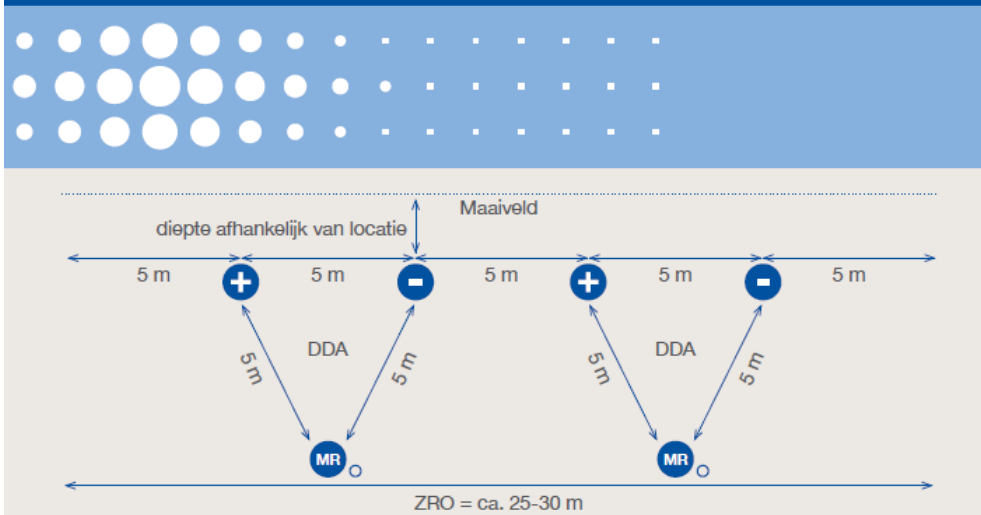 Maaiveld
diepte afhankelijk van locatie
5 m 5 m 5 m 5 m 5 m
+ - + -
DDA DDA
5 m 5 m 5 m 5 m
MR MR
ZRO = ca. 25-30 m